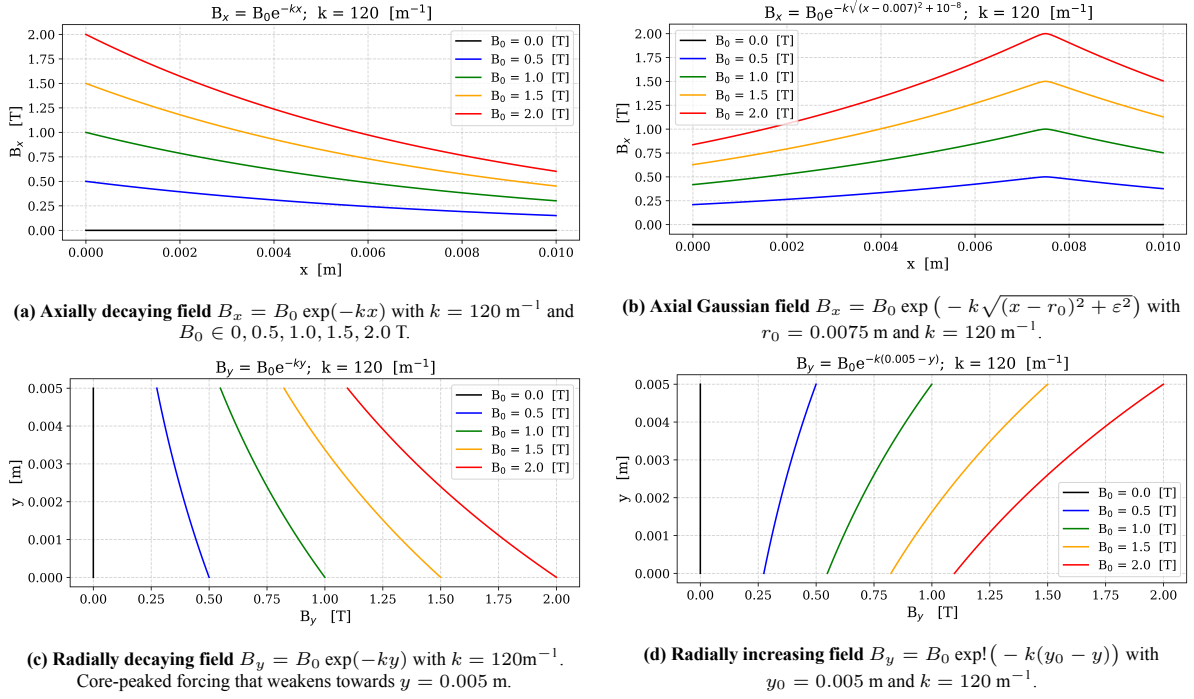 B_x = B_0e^{-kx}; k = 120 [m^{-1}]
B_x [T]
2.00
1.75
1.50
1.25
1.00
0.75
0.50
0.25
0.00
B_0 = 0.0 [T]
B_0 = 0.5 [T]
B_0 = 1.0 [T]
B_0 = 1.5 [T]
B_0 = 2.0 [T]
0.000 0.002 0.004 0.006 0.008 0.010
x [m]
(a) Axially decaying field B_x = B_0 exp(−kx) with k = 120 m^{−1} and
B_0 ∈ 0, 0.5, 1.0, 1.5, 2.0 T.
B_x = B_0e^{-k√((x−0.007)^2+10^{−8})}; k = 120 [m^{-1}]
B_x [T]
2.00
1.75
1.50
1.25
1.00
0.75
0.50
0.25
0.00
B_0 = 0.0 [T]
B_0 = 0.5 [T]
B_0 = 1.0 [T]
B_0 = 1.5 [T]
B_0 = 2.0 [T]
0.000 0.002 0.004 0.006 0.008 0.010
x [m]
(b) Axial Gaussian field B_x = B_0 exp ( − k√((x − r_0)^2 + ε^2)) with
r_0 = 0.0075 m and k = 120 m^{−1}.
B_y = B_0e^{-ky}; k = 120 [m^{-1}]
y [m]
0.005
0.004
0.003
0.002
0.001
0.000
B_0 = 0.0 [T]
B_0 = 0.5 [T]
B_0 = 1.0 [T]
B_0 = 1.5 [T]
B_0 = 2.0 [T]
0.00 0.25 0.50 0.75 1.00 1.25 1.50 1.75 2.00
B_y [T]
(c) Radially decaying field B_y = B_0 exp(−ky) with k = 120m^{−1}.
Core-peaked forcing that weakens towards y = 0.005 m.
B_y = B_0e^{-k(0.005−y)}; k = 120 [m^{-1}]
y [m]
0.005
0.004
0.003
0.002
0.001
0.000
B_0 = 0.0 [T]
B_0 = 0.5 [T]
B_0 = 1.0 [T]
B_0 = 1.5 [T]
B_0 = 2.0 [T]
0.00 0.25 0.50 0.75 1.00 1.25 1.50 1.75 2.00
B_y [T]
(d) Radially increasing field B_y = B_0 exp!( − k(y_0 − y)) with
y_0 = 0.005 m and k = 120 m^{−1}.